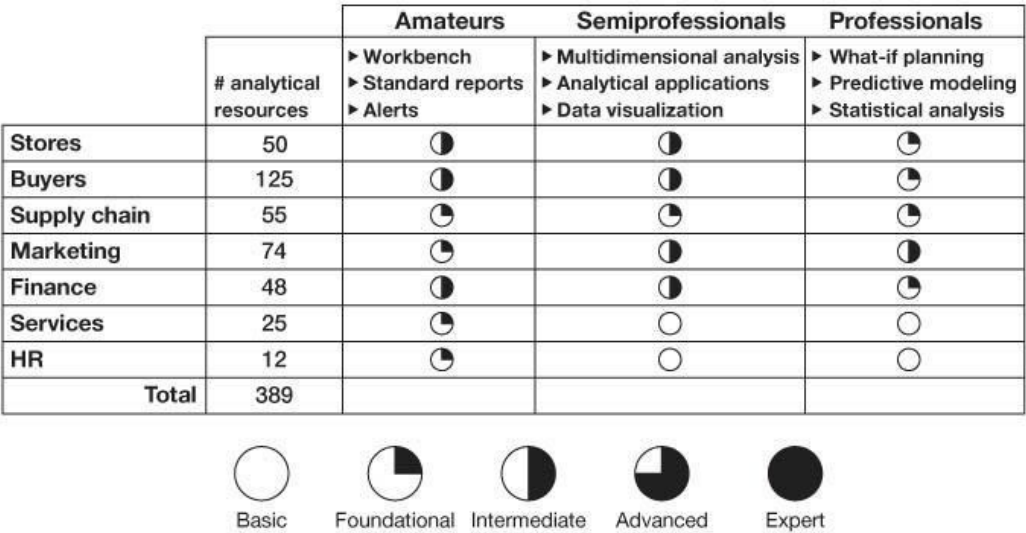 Amateurs Semiprofessionals Professionals
# analytical resources
▸ Workbench
▸ Standard reports
▸ Alerts
▸ Multidimensional analysis
▸ Analytical applications
▸ Data visualization
▸ What-if planning
▸ Predictive modeling
▸ Statistical analysis
Stores 50
Buyers 125
Supply chain 55
Marketing 74
Finance 48
Services 25
HR 12
Total 389
Basic Foundational Intermediate Advanced Expert